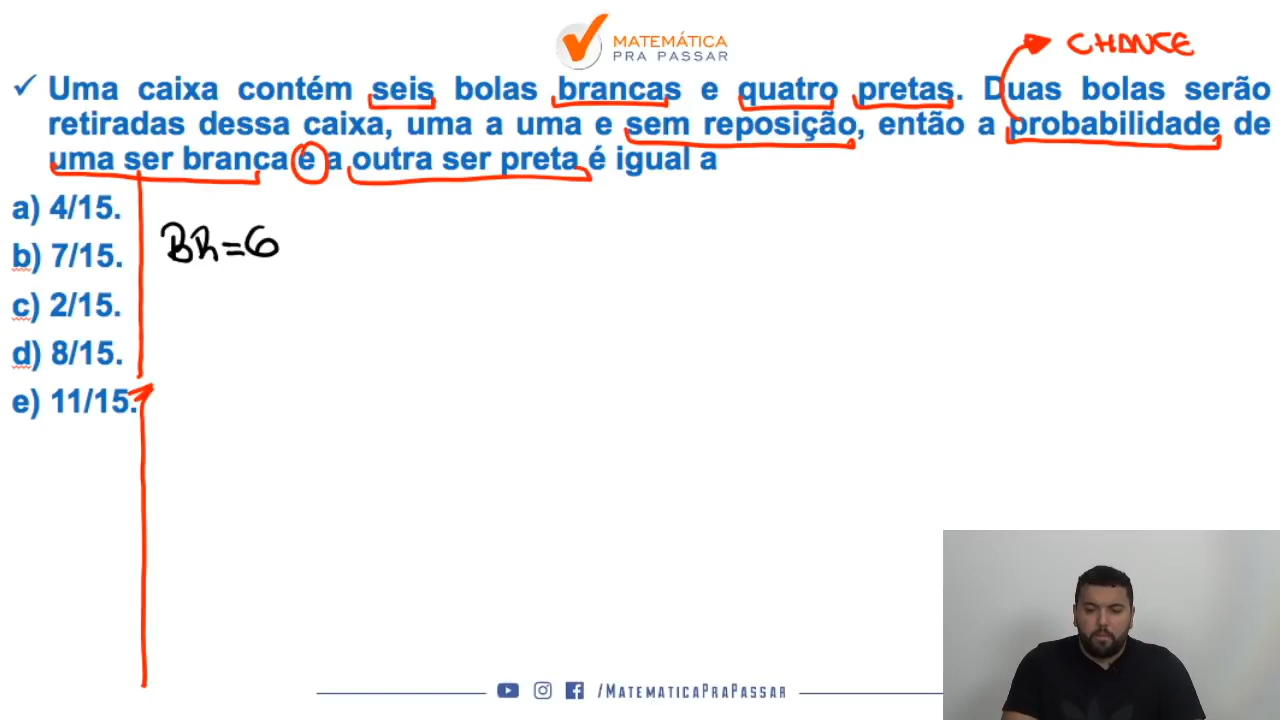 MATEMÁTICA
PRA PASSAR
CHANCE
✓ Uma caixa contém seis bolas brancas e quatro pretas. Duas bolas serão
retiradas dessa caixa, uma a uma e sem reposição, então a probabilidade de
uma ser branca e a outra ser preta é igual a
a) 4/15.
b) 7/15.
c) 2/15.
d) 8/15.
e) 11/15.
BR=6
/MATEMATICAPRAPASSAR